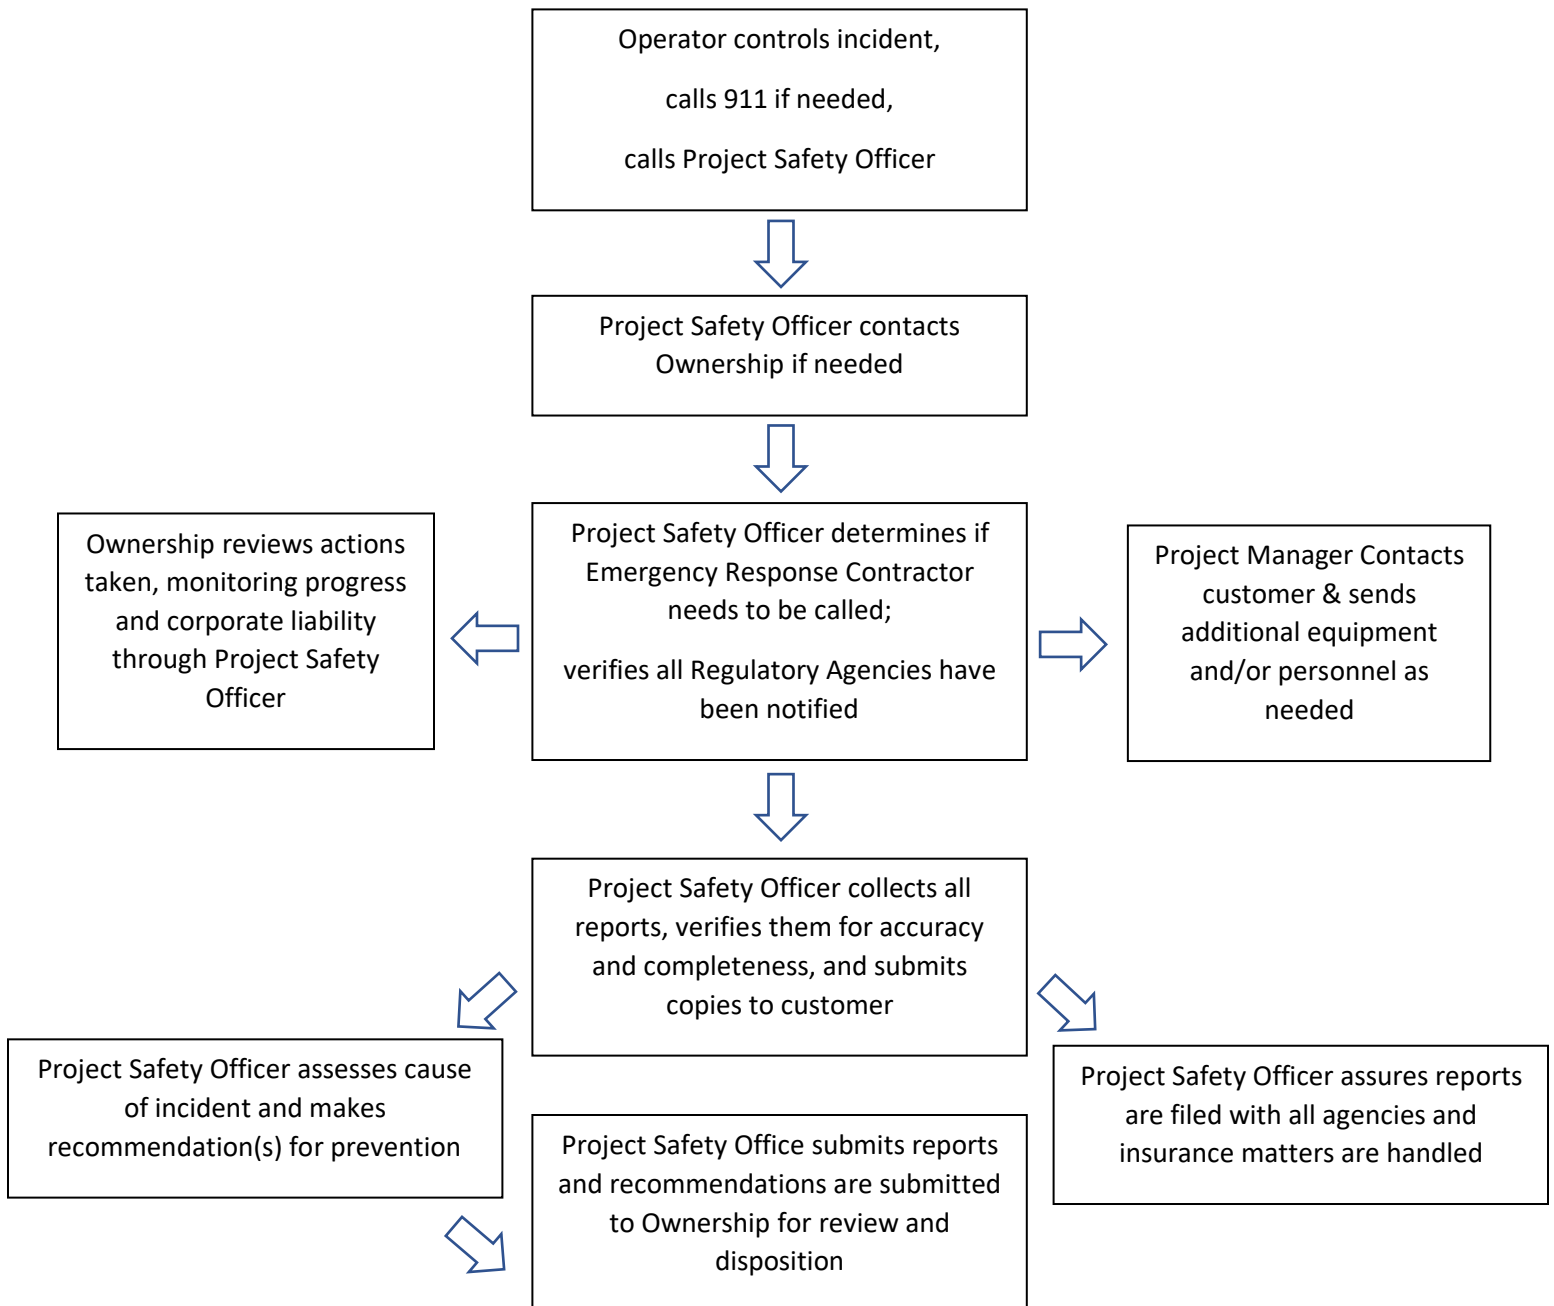 Operator controls incident,
calls 911 if needed,
calls Project Safety Officer
Project Safety Officer contacts
Ownership if needed
Project Safety Officer determines if
Emergency Response Contractor
needs to be called;
verifies all Regulatory Agencies have
been notified
Ownership reviews actions
taken, monitoring progress
and corporate liability
through Project Safety
Officer
Project Manager Contacts
customer & sends
additional equipment
and/or personnel as
needed
Project Safety Officer collects all
reports, verifies them for accuracy
and completeness, and submits
copies to customer
Project Safety Officer assesses cause
of incident and makes
recommendation(s) for prevention
Project Safety Officer assures reports
are filed with all agencies and
insurance matters are handled
Project Safety Office submits reports
and recommendations are submitted
to Ownership for review and
disposition